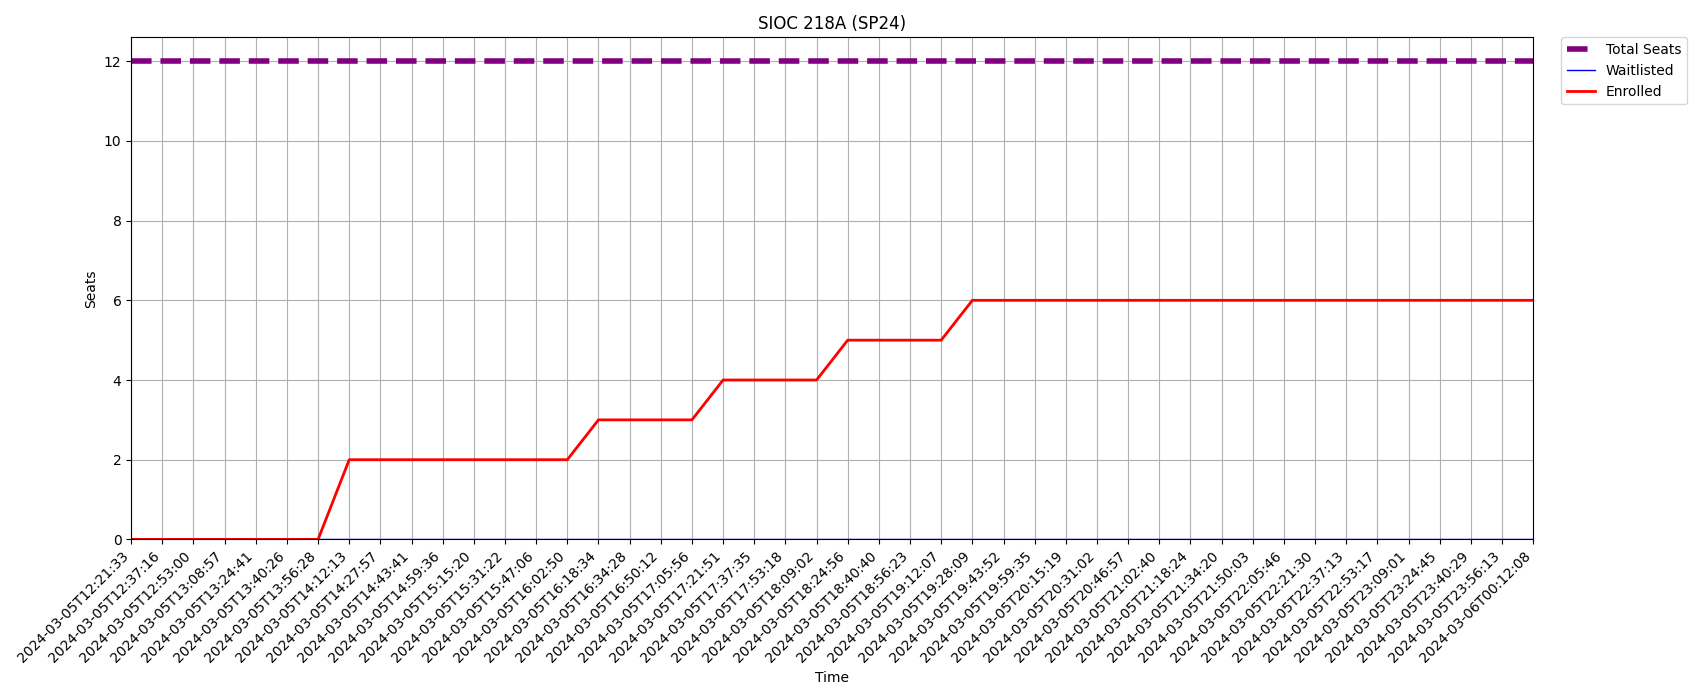 SIOC 218A (SP24)
Total Seats
Waitlisted
Enrolled
12
10
8
6
4
2
0
Seats
2024-03-05T12:21:33
2024-03-05T12:37:16
2024-03-05T12:53:00
2024-03-05T13:08:57
2024-03-05T13:24:41
2024-03-05T13:40:26
2024-03-05T13:56:28
2024-03-05T14:12:13
2024-03-05T14:27:57
2024-03-05T14:43:41
2024-03-05T14:59:36
2024-03-05T15:15:20
2024-03-05T15:31:22
2024-03-05T15:47:06
2024-03-05T16:02:50
2024-03-05T16:18:34
2024-03-05T16:34:28
2024-03-05T16:50:12
2024-03-05T17:05:56
2024-03-05T17:21:51
2024-03-05T17:37:35
2024-03-05T17:53:18
2024-03-05T18:09:02
2024-03-05T18:24:56
2024-03-05T18:40:40
2024-03-05T18:56:23
2024-03-05T19:12:07
2024-03-05T19:28:09
2024-03-05T19:43:52
2024-03-05T19:59:35
2024-03-05T20:15:19
2024-03-05T20:31:02
2024-03-05T20:46:57
2024-03-05T21:02:40
2024-03-05T21:18:24
2024-03-05T21:34:20
2024-03-05T21:50:03
2024-03-05T22:05:46
2024-03-05T22:21:30
2024-03-05T22:37:13
2024-03-05T22:53:17
2024-03-05T23:09:01
2024-03-05T23:24:45
2024-03-05T23:40:29
2024-03-05T23:56:13
2024-03-06T00:12:08
Time